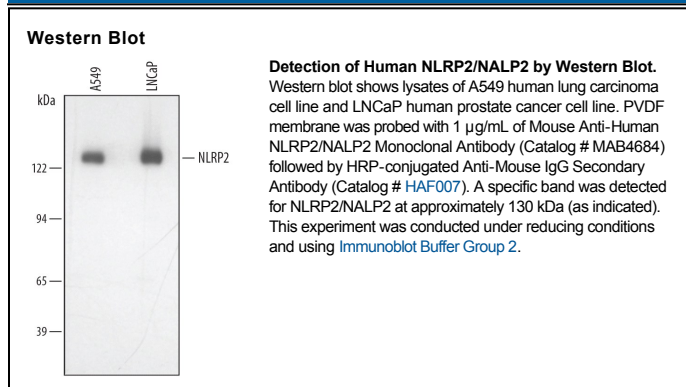 Western Blot
A549
LNCaP
kDa
122
NLRP2
94
65
39
Detection of Human NLRP2/NALP2 by Western Blot.
Western blot shows lysates of A549 human lung carcinoma
cell line and LNCaP human prostate cancer cell line. PVDF
membrane was probed with 1 µg/mL of Mouse Anti-Human
NLRP2/NALP2 Monoclonal Antibody (Catalog # MAB4684)
followed by HRP-conjugated Anti-Mouse IgG Secondary
Antibody (Catalog # HAF007). A specific band was detected
for NLRP2/NALP2 at approximately 130 kDa (as indicated).
This experiment was conducted under reducing conditions
and using Immunoblot Buffer Group 2.